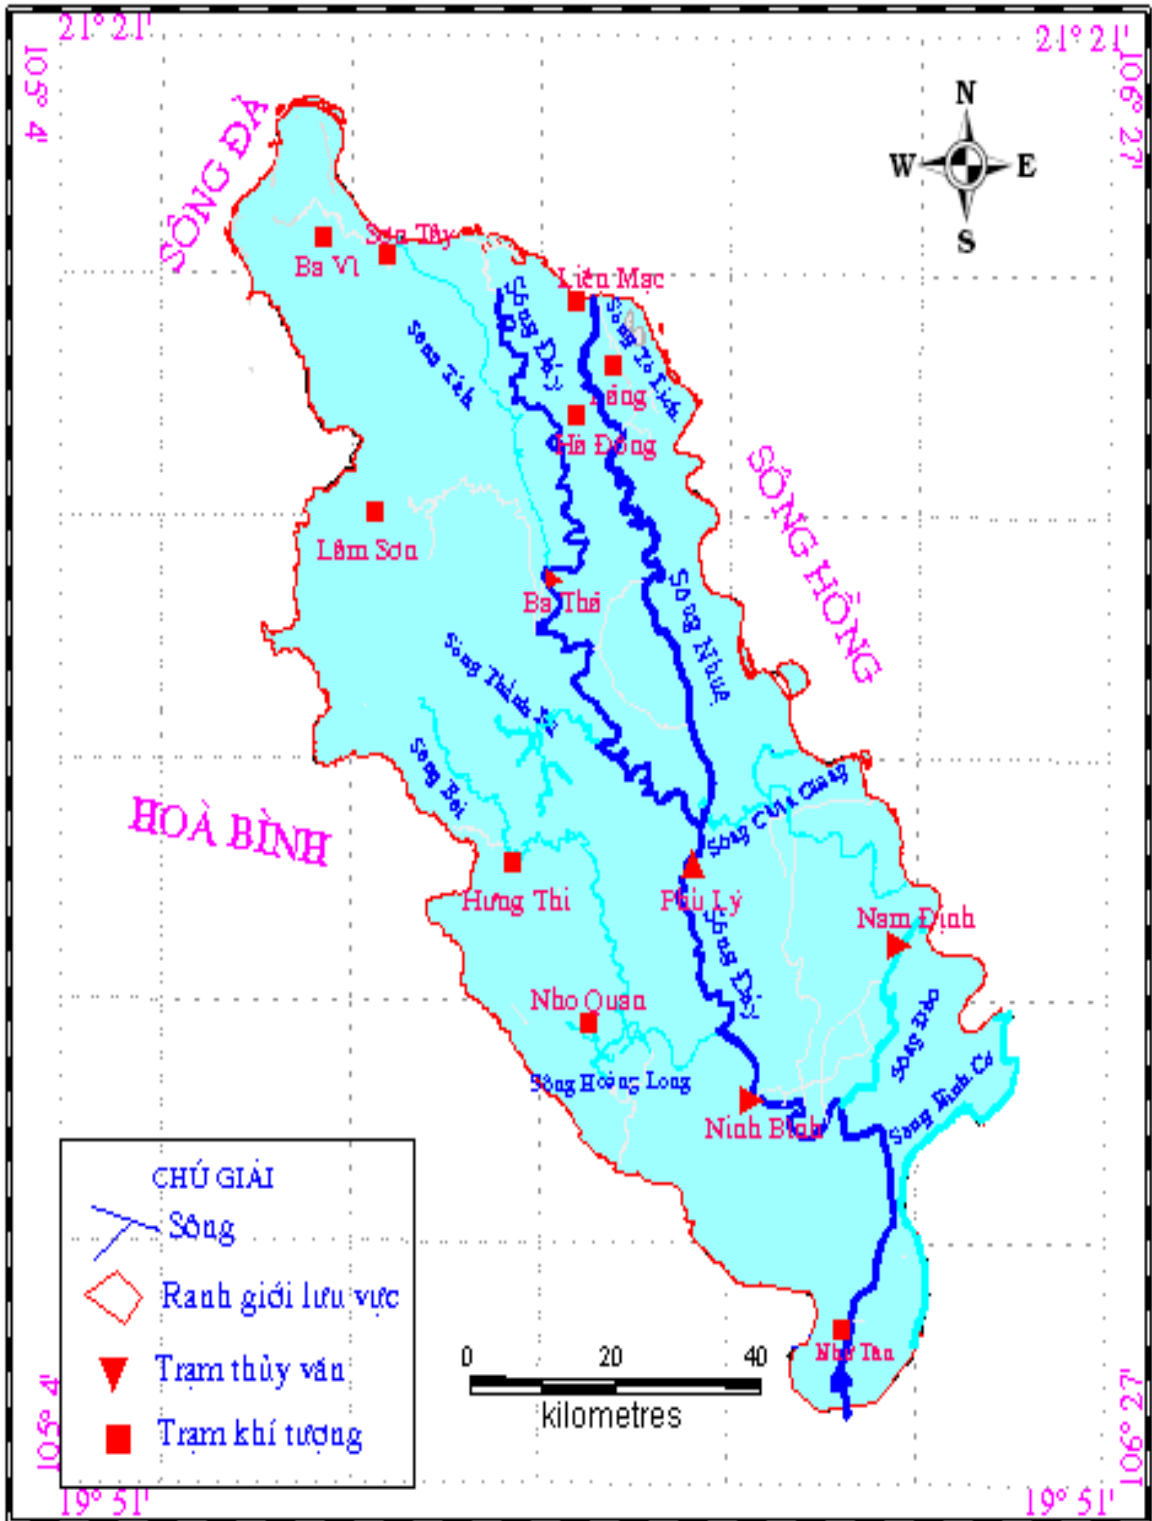 21° 21'
21° 21'
105° 4'
106° 27'
N
W E
S
SÔNG ĐÀ
Sơn Tây
Ba Vì
Liên Mạc
Sông Đáy
Sông Tô Lịch
Sông Tích
Láng
Hà Đông
SÔNG HỒNG
Lâm Sơn
Ba Thá
Sông Nhuệ
Sông Thanh Hà
Sông Bôi
Sông Châu Giang
HOÀ BÌNH
Hưng Thi
Phủ Lý
Nam Định
Sông Đáy
Nho Quan
Sông Đào
Sông Hoàng Long
Sông Ninh Cơ
Ninh Bình
CHÚ GIẢI
Sông
Ranh giới lưu vực
Trạm thủy văn
Trạm khí tượng
Như Tân
0 20 40
kilometres
105° 4'
106° 27'
19° 51'
19° 51'